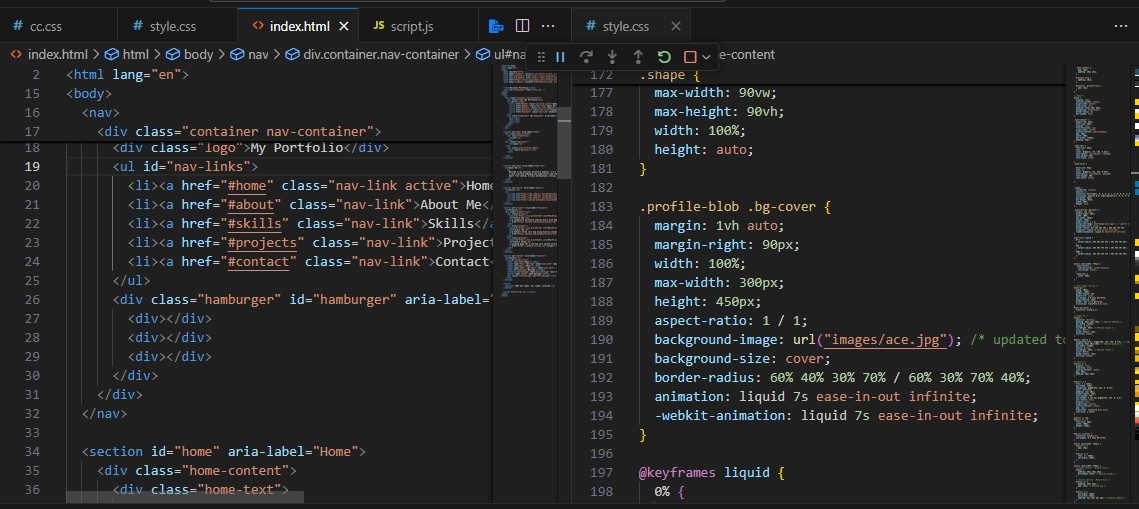 cc.css
style.css
index.html
JS script.js
style.css
index.html > html > body > nav > div.container.nav-container > ul#na
e-content
2 <html lang="en">
15 <body>
16 <nav>
17 <div class="container nav-container">
18 <div class="logo">My Portfolio</div>
19 <ul id="nav-links">
20 <li><a href="#home" class="nav-link active">Home
21 <li><a href="#about" class="nav-link">About Me</
22 <li><a href="#skills" class="nav-link">Skills</
23 <li><a href="#projects" class="nav-link">Project
24 <li><a href="#contact" class="nav-link">Contact
25 </ul>
26 <div class="hamburger" id="hamburger" aria-label="
27 <div></div>
28 <div></div>
29 <div></div>
30 </div>
31 </div>
32 </nav>
33
34 <section id="home" aria-label="Home">
35 <div class="home-content">
36 <div class="home-text">
172 .shape {
177 max-width: 90vw;
178 max-height: 90vh;
179 width: 100%;
180 height: auto;
181 }
182
183 .profile-blob .bg-cover {
184 margin: 1vh auto;
185 margin-right: 90px;
186 width: 100%;
187 max-width: 300px;
188 height: 450px;
189 aspect-ratio: 1 / 1;
190 background-image: url("images/ace.jpg"); /* updated to
191 background-size: cover;
192 border-radius: 60% 40% 30% 70% / 60% 30% 70% 40%;
193 animation: liquid 7s ease-in-out infinite;
194 -webkit-animation: liquid 7s ease-in-out infinite;
195 }
196
197 @keyframes liquid {
198 0% {